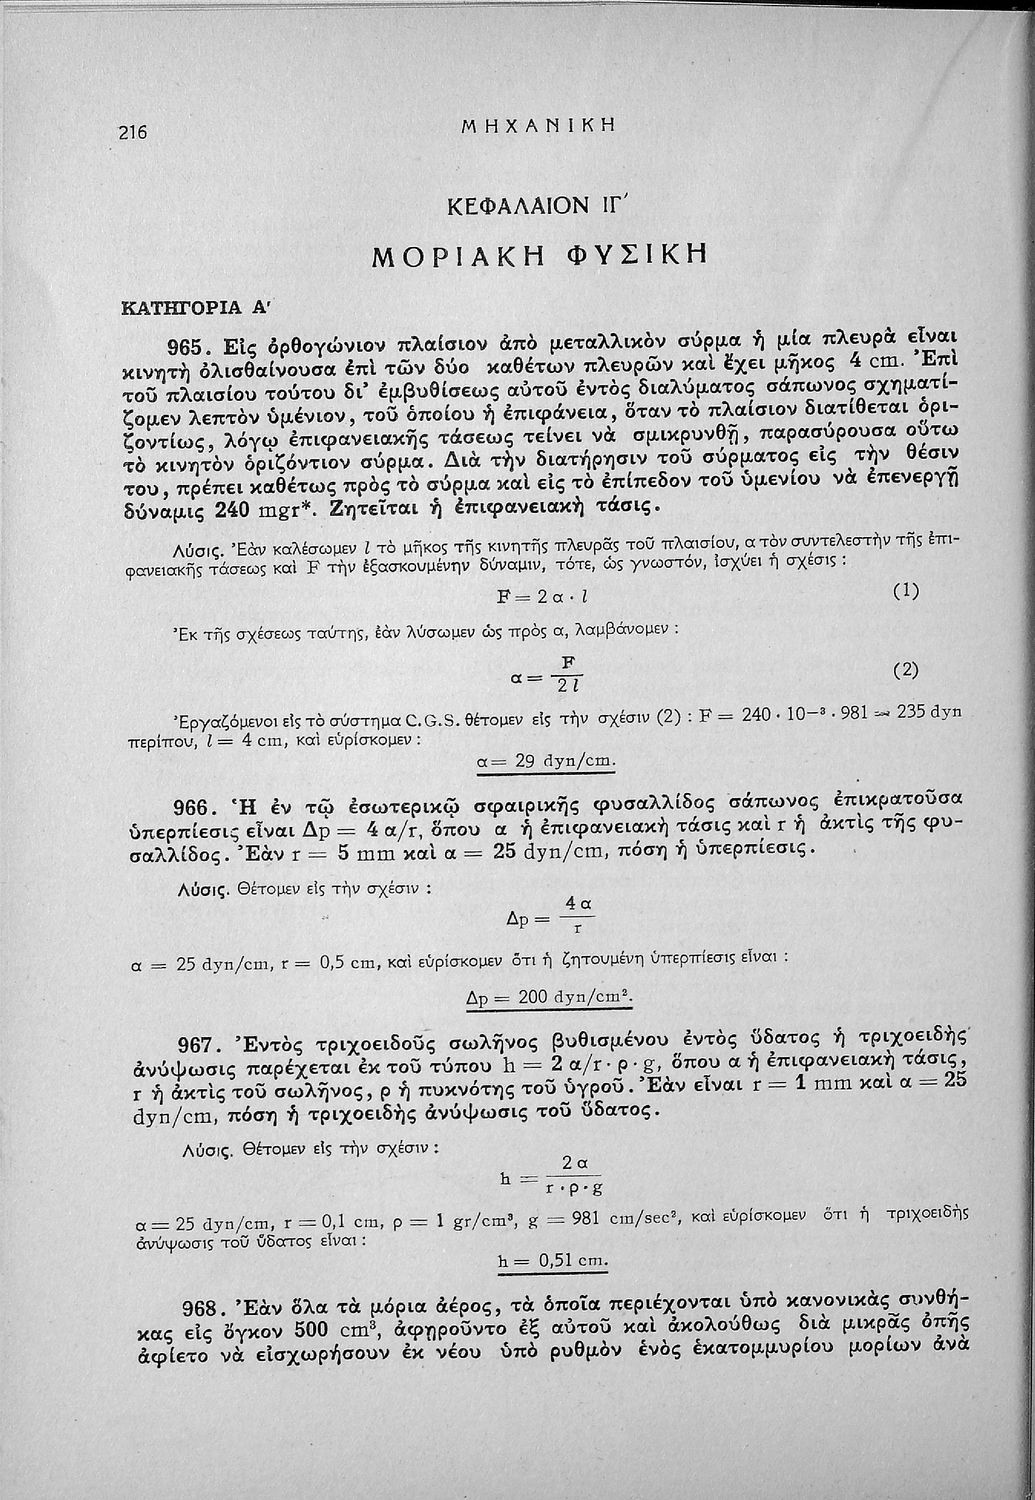 216
ΜΗΧΑΝΙΚΗ
ΚΕΦΑΛΑΙΟΝ ΙΓ΄
ΜΟΡΙΑΚΗ ΦΥΣΙΚΗ
ΚΑΤΗΓΟΡΙΑ Α′
965. Εἰς ὀρθογώνιον πλαίσιον ἀπὸ μεταλλικὸν σύρμα ἡ μία πλευρὰ εἶναι
κινητὴ ὀλισθαίνουσα ἐπὶ τῶν δύο καθέτων πλευρῶν καὶ ἔχει μῆκος 4 cm. Ἐπὶ
τοῦ πλαισίου τούτου δι' ἐμβυθίσεως αὐτοῦ ἐντὸς διαλύματος σάπωνος σχηματί-
ζομεν λεπτὸν ὑμένιον, τοῦ ὁποίου ἡ ἐπιφάνεια, ὅταν τὸ πλαίσιον διατίθεται ὁρι-
ζοντίως, λόγῳ ἐπιφανειακῆς τάσεως τείνει νὰ σμικρυνθῇ, παρασύρουσα οὕτω
τὸ κινητὸν ὁριζόντιον σύρμα. Διὰ τὴν διατήρησιν τοῦ σύρματος εἰς τὴν θέσιν
του, πρέπει καθέτως πρὸς τὸ σύρμα καὶ εἰς τὸ ἐπίπεδον τοῦ ὑμενίου νὰ ἐπενεργῇ
δύναμις 240 mgr*. Ζητεῖται ἡ ἐπιφανειακὴ τάσις.
Λύσις. Ἐὰν καλέσωμεν l τὸ μῆκος τῆς κινητῆς πλευρᾶς τοῦ πλαισίου, α τὸν συντελεστὴν τῆς ἐπι-
φανειακῆς τάσεως καὶ F τὴν ἐξασκουμένην δύναμιν, τότε, ὡς γνωστόν, ἰσχύει ἡ σχέσις :
F = 2 α · l (1)
Ἐκ τῆς σχέσεως ταύτης, ἐὰν λύσωμεν ὡς πρὸς α, λαμβάνομεν :
α = F / 2 l (2)
Ἐργαζόμενοι εἰς τὸ σύστημα C.G.S. θέτομεν εἰς τὴν σχέσιν (2) : F = 240 · 10−³ · 981 ≃ 235 dyn
περίπου, l = 4 cm, καὶ εὑρίσκομεν :
α = 29 dyn/cm.
966. Ἡ ἐν τῷ ἐσωτερικῷ σφαιρικῆς φυσαλλίδος σάπωνος ἐπικρατοῦσα
ὑπερπίεσις εἶναι Δp = 4 α/r, ὅπου α ἡ ἐπιφανειακὴ τάσις καὶ r ἡ ἀκτὶς τῆς φυ-
σαλλίδος. Ἐὰν r = 5 mm καὶ α = 25 dyn/cm, πόση ἡ ὑπερπίεσις.
Λύσις. Θέτομεν εἰς τὴν σχέσιν :
Δp = 4 α / r
α = 25 dyn/cm, r = 0,5 cm, καὶ εὑρίσκομεν ὅτι ἡ ζητουμένη ὑπερπίεσις εἶναι :
Δp = 200 dyn/cm².
967. Ἐντὸς τριχοειδοῦς σωλῆνος βυθισμένου ἐντὸς ὕδατος ἡ τριχοειδὴς
ἀνύψωσις παρέχεται ἐκ τοῦ τύπου h = 2 α/r · ρ · g, ὅπου α ἡ ἐπιφανειακὴ τάσις,
r ἡ ἀκτὶς τοῦ σωλῆνος, ρ ἡ πυκνότης τοῦ ὑγροῦ. Ἐὰν εἶναι r = 1 mm καὶ α = 25
dyn/cm, πόση ἡ τριχοειδὴς ἀνύψωσις τοῦ ὕδατος.
Λύσις. Θέτομεν εἰς τὴν σχέσιν :
h = 2 α / r · ρ · g
α = 25 dyn/cm, r = 0,1 cm, ρ = 1 gr/cm³, g = 981 cm/sec², καὶ εὑρίσκομεν ὅτι ἡ τριχοειδὴς
ἀνύψωσις τοῦ ὕδατος εἶναι :
h = 0,51 cm.
968. Ἐὰν ὅλα τὰ μόρια ἀέρος, τὰ ὁποῖα περιέχονται ὑπὸ κανονικὰς συνθή-
κας εἰς ὄγκον 500 cm³, ἀφῃροῦντο ἐξ αὐτοῦ καὶ ἀκολούθως διὰ μικρᾶς ὀπῆς
ἀφίετο νὰ εἰσχωρήσουν ἐκ νέου ὑπὸ ρυθμὸν ἑνὸς ἑκατομμυρίου μορίων ἀνὰ